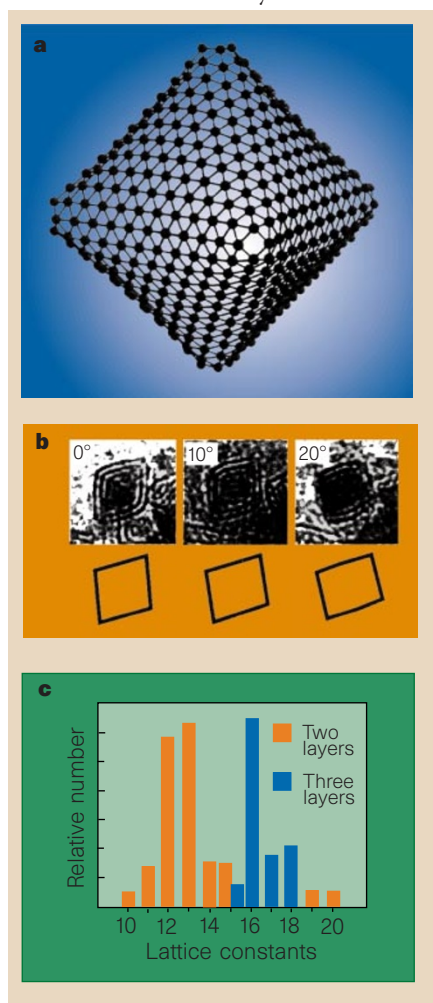 a
b
0°
10°
20°
c
Relative number
Two
layers
Three
layers
10 12 14 16 18 20
Lattice constants